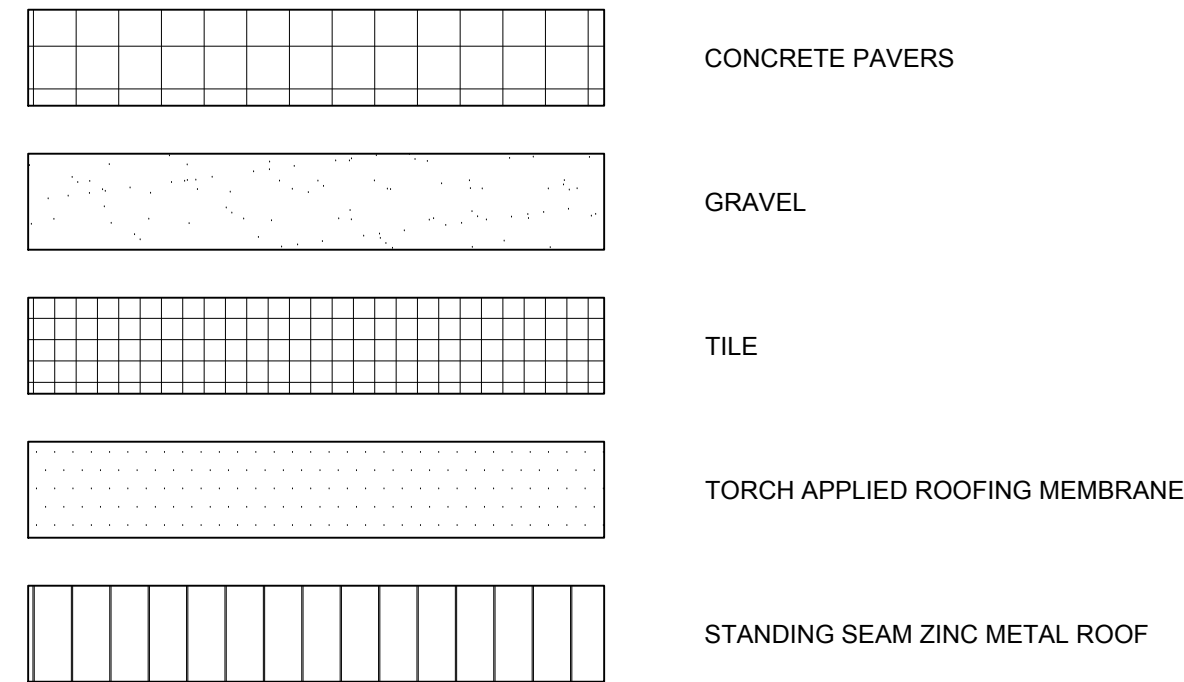 CONCRETE PAVERS
GRAVEL
TILE
TORCH APPLIED ROOFING MEMBRANE
STANDING SEAM ZINC METAL ROOF